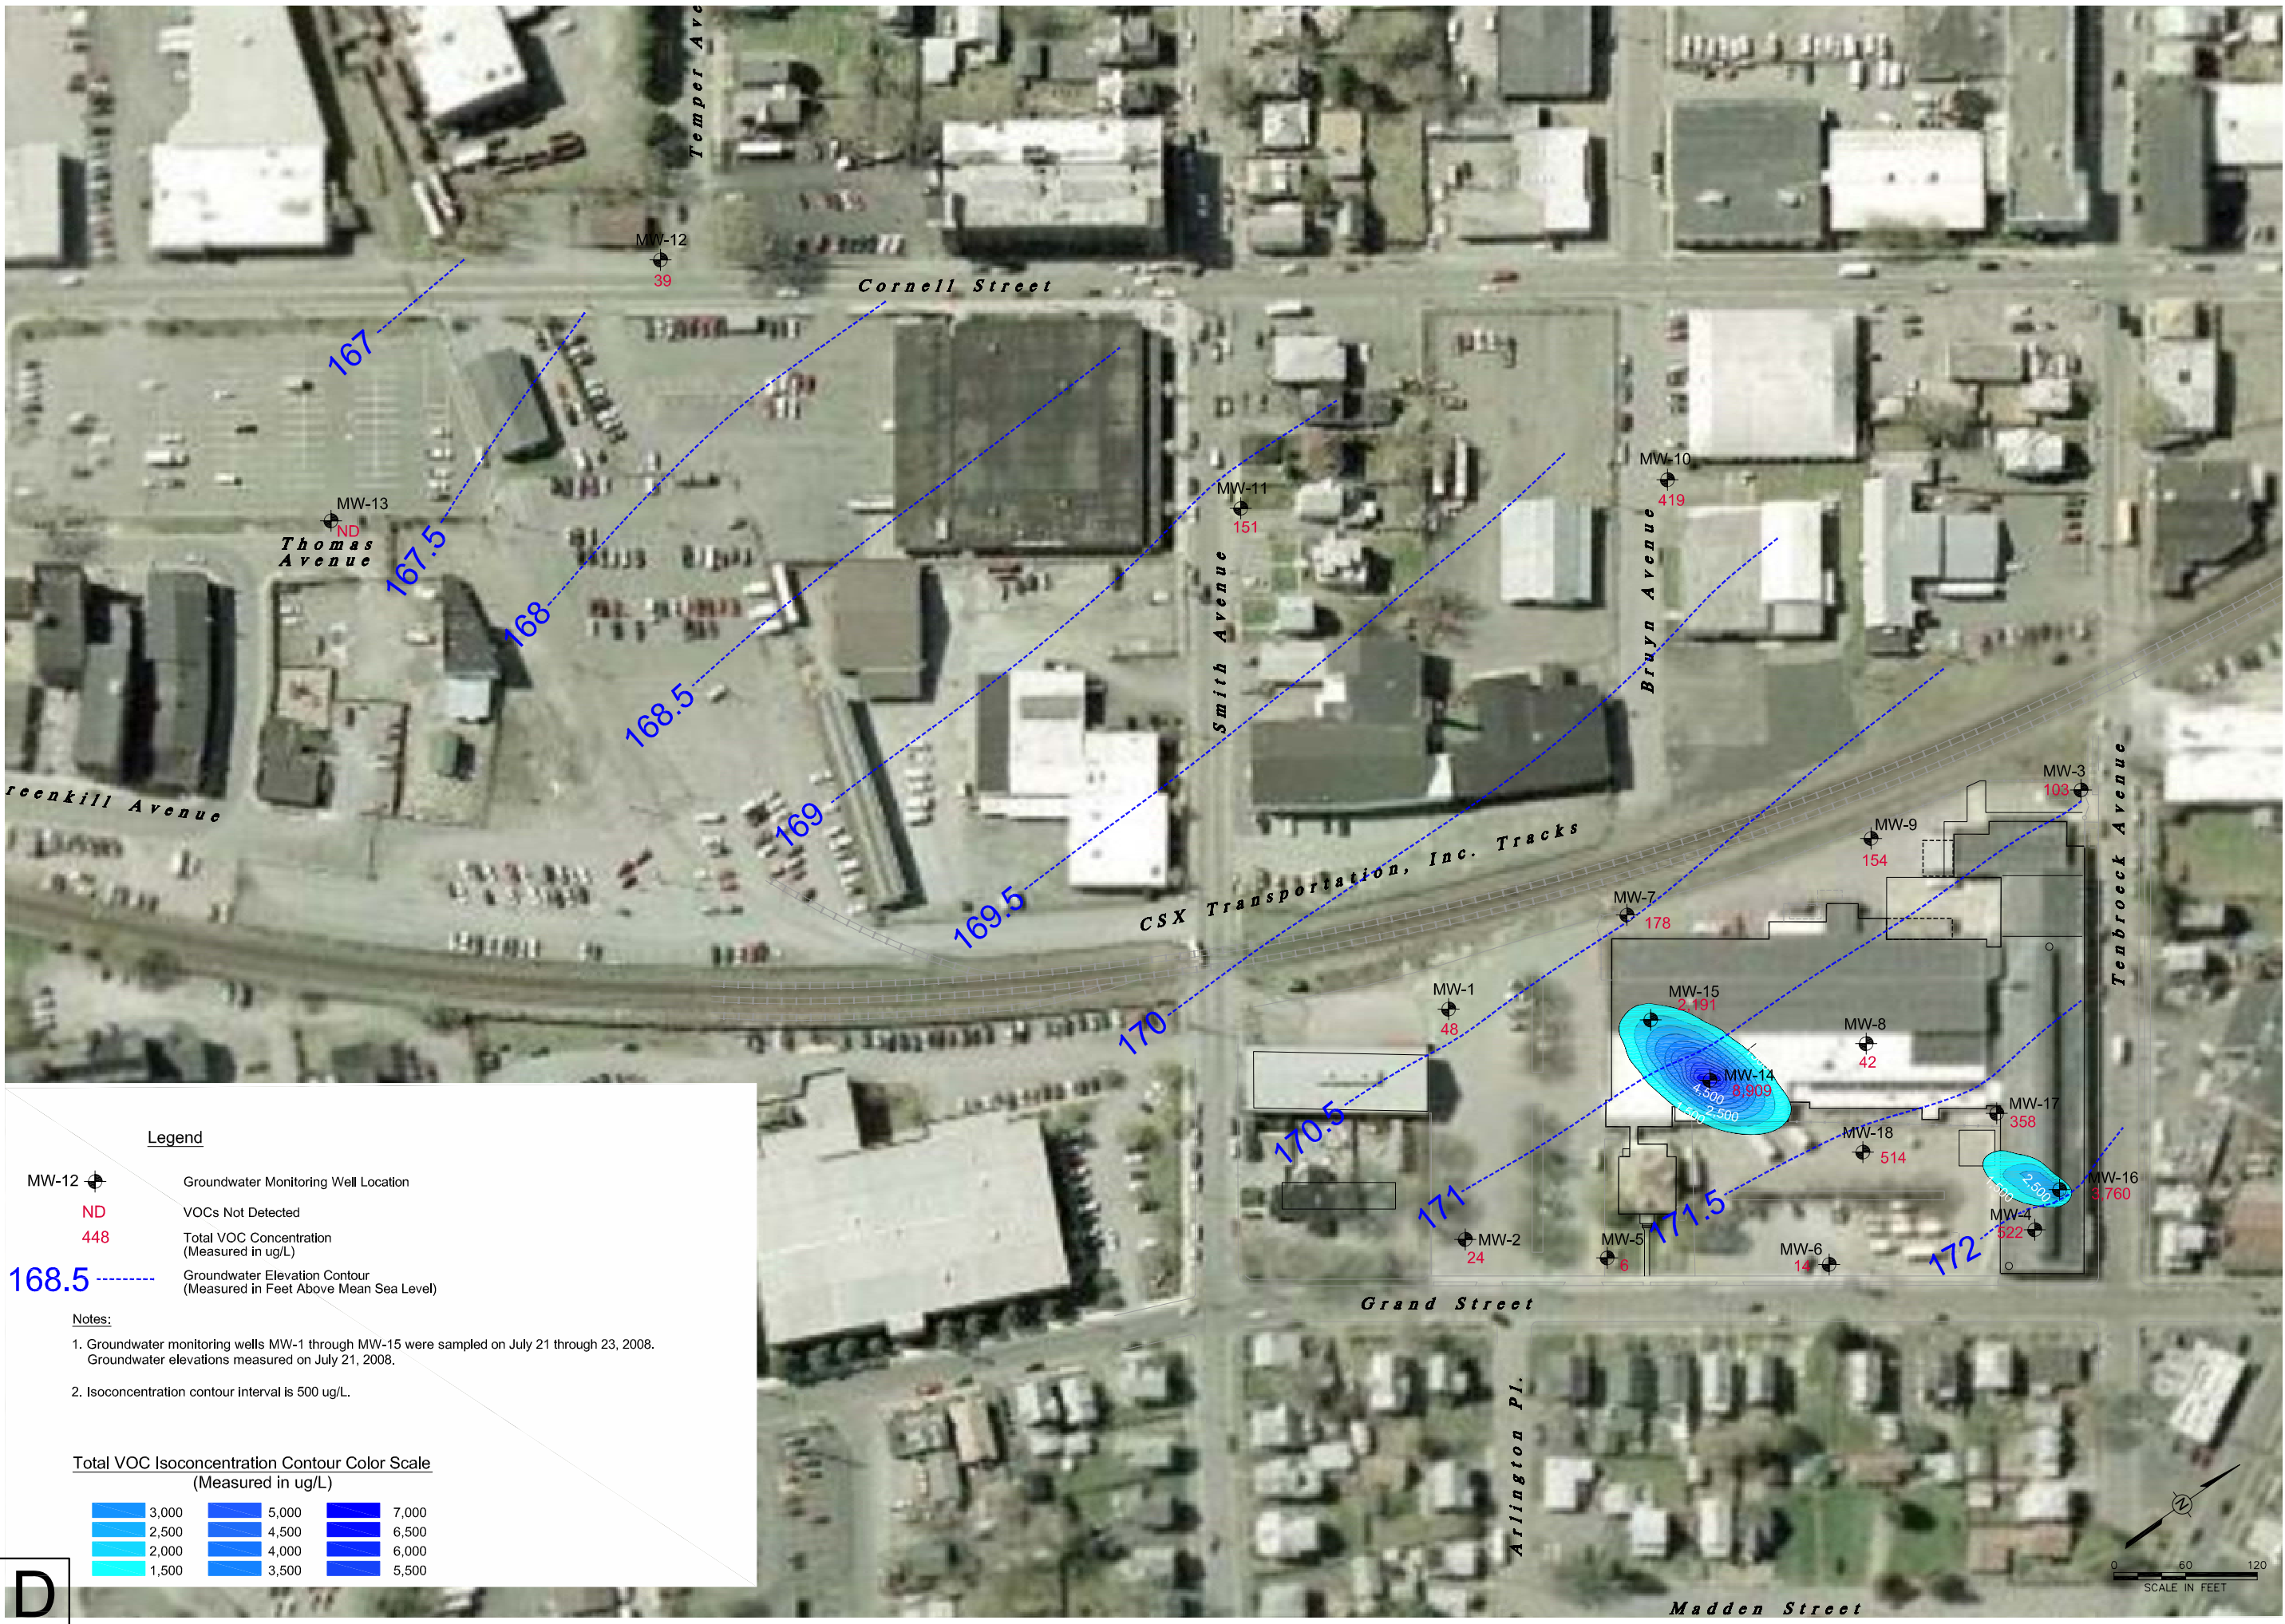 Temper Ave
MW-12
39
Cornell Street
167
MW-13
ND
Thomas
Avenue
167.5
168
168.5
169
169.5
170
170.5
171
171.5
172
MW-11
151
MW-10
419
Smith Avenue
Bruyn Avenue
reenkill Avenue
CSX Transportation, Inc. Tracks
Tenbroeck Avenue
MW-3
103
MW-9
154
MW-7
178
MW-1
48
MW-15
2,191
MW-8
42
MW-14
8,909
4,500
2,500
1,500
MW-17
358
MW-18
514
MW-16
3,760
2,500
1,500
MW-4
522
MW-2
24
MW-5
6
MW-6
14
Grand Street
Arlington Pl.
Madden Street
Legend
MW-12 Groundwater Monitoring Well Location
ND VOCs Not Detected
448 Total VOC Concentration
(Measured in ug/L)
168.5 Groundwater Elevation Contour
(Measured in Feet Above Mean Sea Level)
Notes:
1. Groundwater monitoring wells MW-1 through MW-15 were sampled on July 21 through 23, 2008.
Groundwater elevations measured on July 21, 2008.
2. Isoconcentration contour interval is 500 ug/L.
Total VOC Isoconcentration Contour Color Scale
(Measured in ug/L)
3,000 5,000 7,000
2,500 4,500 6,500
2,000 4,000 6,000
1,500 3,500 5,500
D
N
0 60 120
SCALE IN FEET